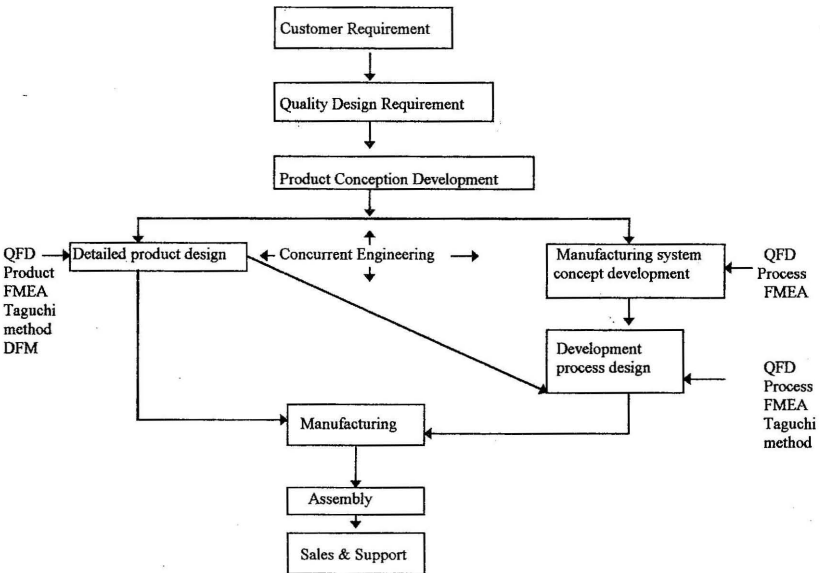 Customer Requirement
Quality Design Requirement
Product Conception Development
QFD
Product
FMEA
Taguchi
method
DFM
Detailed product design
Concurrent Engineering
Manufacturing system
concept development
QFD
Process
FMEA
Development
process design
QFD
Process
FMEA
Taguchi
method
Manufacturing
Assembly
Sales & Support